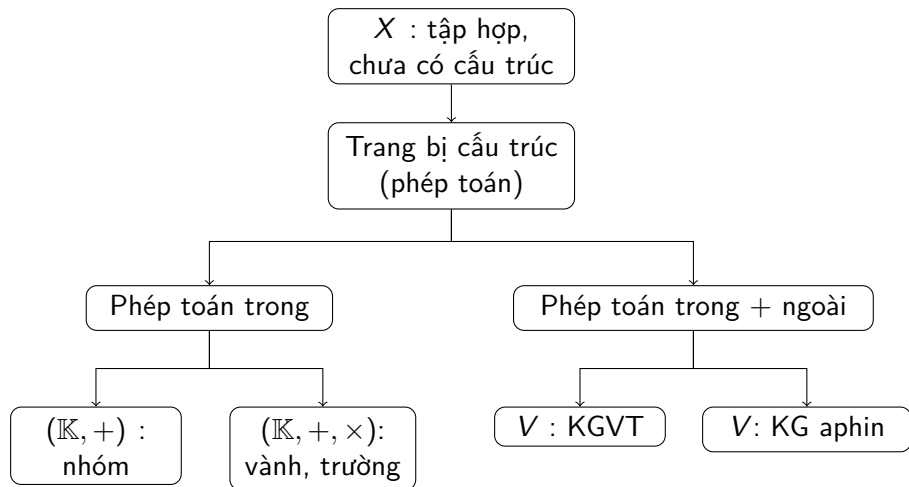 X : tập hợp,
chưa có cấu trúc
Trang bị cấu trúc
(phép toán)
Phép toán trong
Phép toán trong + ngoài
(𝕂, +) :
nhóm
(𝕂, +, ×):
vành, trường
V : KGVT
V: KG aphin